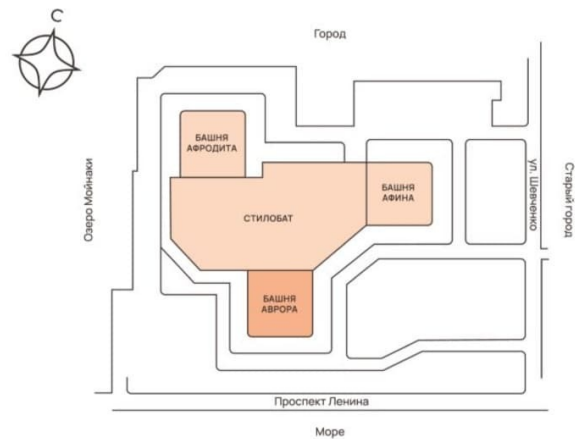 С
Город
БАШНЯ
АФРОДИТА
Озеро Мойнаки
БАШНЯ
АФИНА
ул. Шевченко
Старый город
СТИЛОБАТ
БАШНЯ
АВРОРА
Проспект Ленина
Море